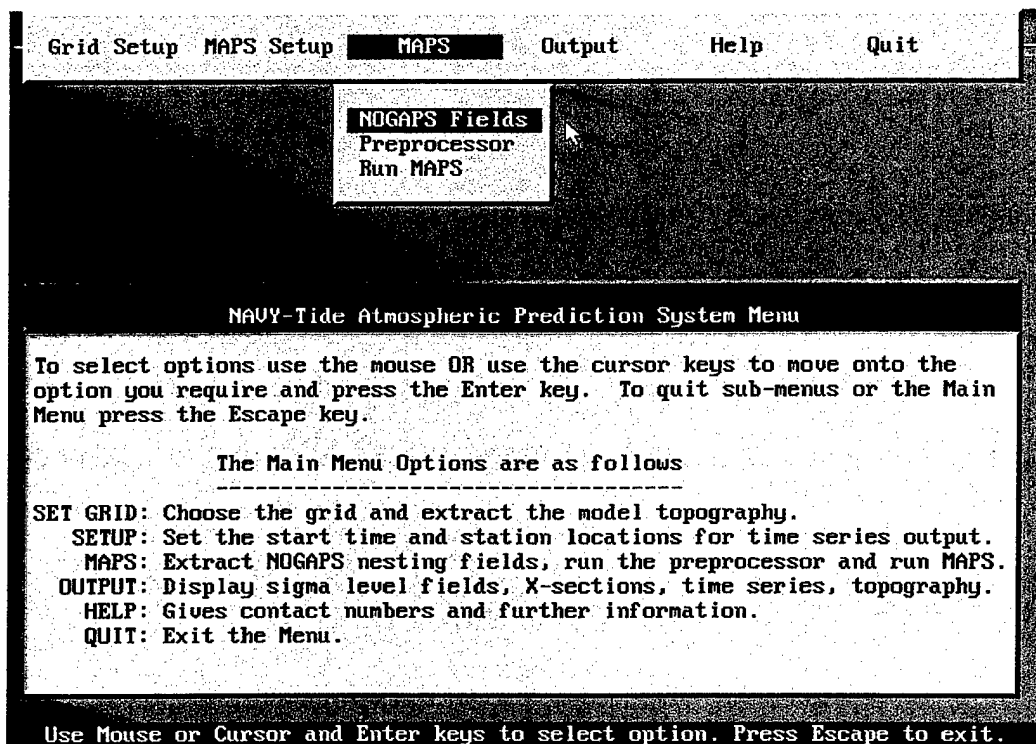 Grid Setup MAPS Setup MAPS Output Help Quit
NOGAPS Fields
Preprocessor
Run MAPS
NAVY-Tide Atmospheric Prediction System Menu
To select options use the mouse OR use the cursor keys to move onto the
option you require and press the Enter key. To quit sub-menus or the Main
Menu press the Escape key.
The Main Menu Options are as follows
-------------------------------------
SET GRID: Choose the grid and extract the model topography.
SETUP: Set the start time and station locations for time series output.
MAPS: Extract NOGAPS nesting fields, run the preprocessor and run MAPS.
OUTPUT: Display sigma level fields, X-sections, time series, topography.
HELP: Gives contact numbers and further information.
QUIT: Exit the Menu.
Use Mouse or Cursor and Enter keys to select option. Press Escape to exit.